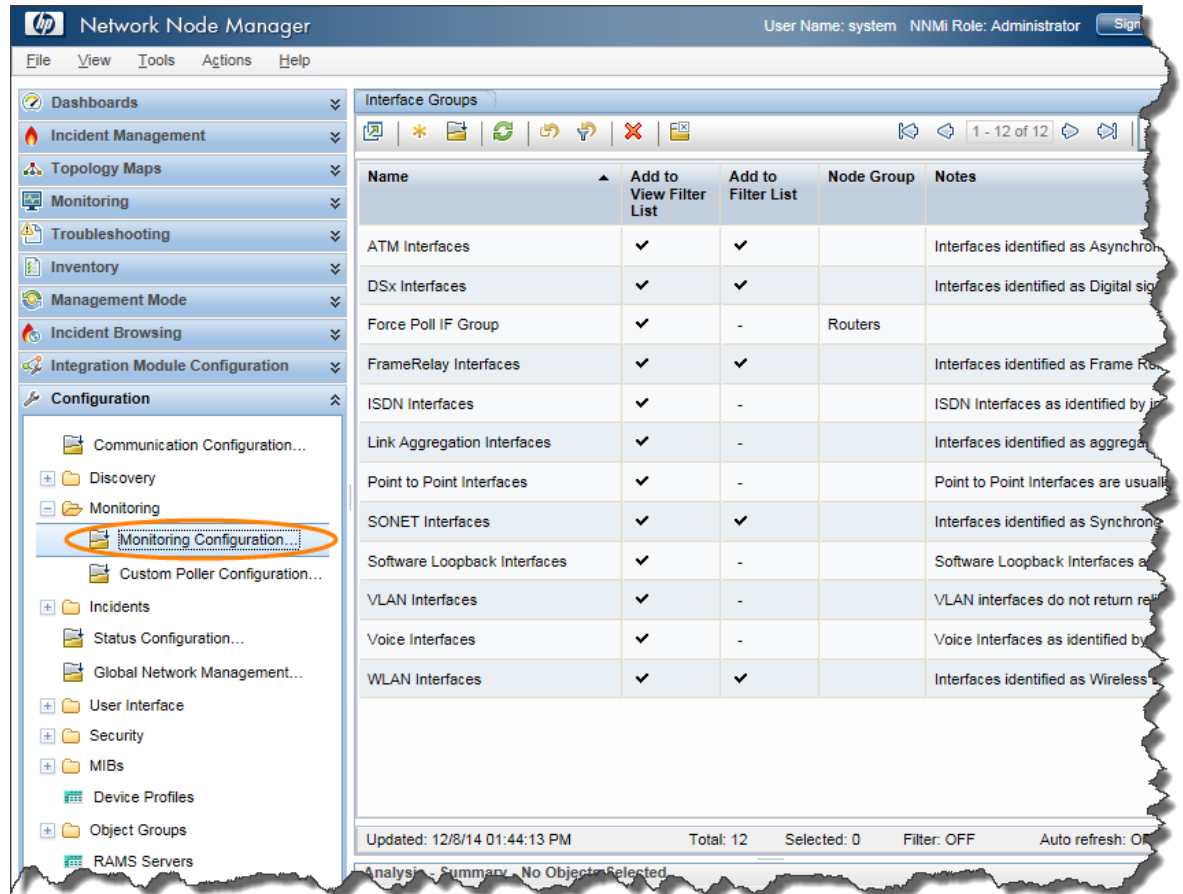 hp Network Node Manager User Name: system NNMi Role: Administrator
File View Tools Actions Help
Dashboards
Incident Management
Topology Maps
Monitoring
Troubleshooting
Inventory
Management Mode
Incident Browsing
Integration Module Configuration
Configuration
Communication Configuration...
Discovery
Monitoring
Monitoring Configuration...
Custom Poller Configuration...
Incidents
Status Configuration...
Global Network Management...
User Interface
Security
MIBs
Device Profiles
Object Groups
RAMS Servers
Interface Groups
1 - 12 of 12
Name Add to View Filter List Add to Filter List Node Group Notes
ATM Interfaces ✔ ✔ Interfaces identified as
DSx Interfaces ✔ ✔ Interfaces identified as Digital
Force Poll IF Group ✔ - Routers
FrameRelay Interfaces ✔ ✔ Interfaces identified as Frame
ISDN Interfaces ✔ - ISDN Interfaces as identified by
Link Aggregation Interfaces ✔ - Interfaces identified as
Point to Point Interfaces ✔ - Point to Point Interfaces are
SONET Interfaces ✔ ✔ Interfaces identified as
Software Loopback Interfaces ✔ - Software Loopback Interfaces
VLAN Interfaces ✔ - VLAN interfaces do not return
Voice Interfaces ✔ - Voice Interfaces as identified by
WLAN Interfaces ✔ ✔ Interfaces identified as Wireless
Updated: 12/8/14 01:44:13 PM Total: 12 Selected: 0 Filter: OFF Auto refresh:
Analysis - Summary - No Objects Selected